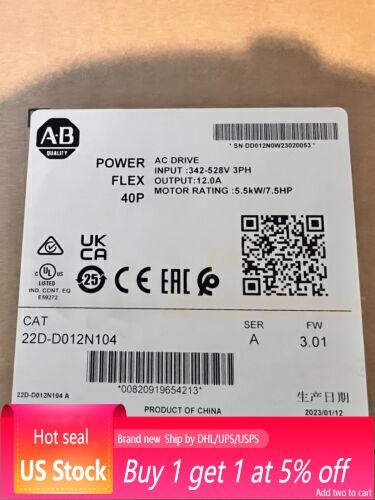 * SN DD012N0W23020053 *
A-B
QUALITY
POWER
FLEX
40P
AC DRIVE
INPUT :342-528V 3PH
OUTPUT:12.0A
MOTOR RATING :5.5kW/7.5HP
UK
CA
c UL US
LISTED
IND. CONT. EQ
E59272
25
CE
EAC
CAT
22D-D012N104
SER
A
FW
3.01
*00820919654213*
22D-D012N104 A
PRODUCT OF CHINA
生产日期
2023/01/12
Hot seal
US Stock
Brand new Ship by DHL/UPS/USPS
Buy 1 get 1 at 5% off
Add two to cart